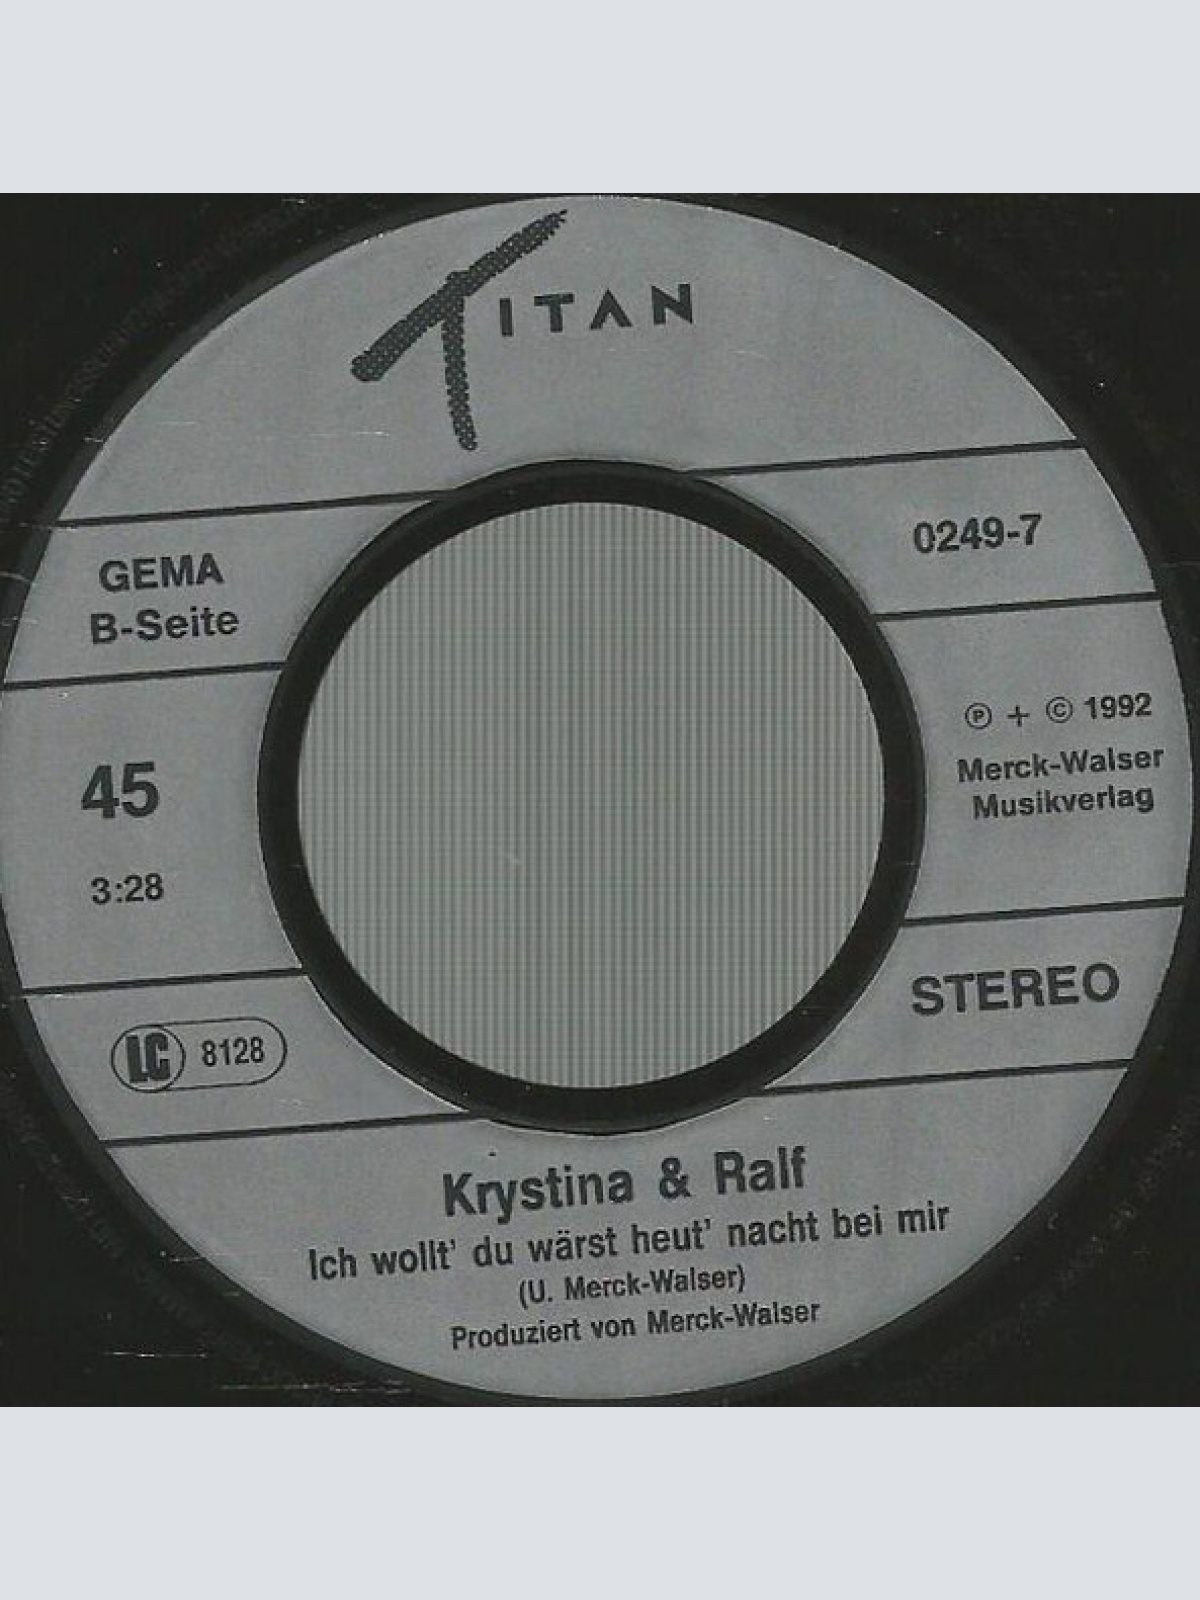 TITAN
GEMA
B-Seite
0249-7
45
3:28
Ⓟ + © 1992
Merck-Walser
Musikverlag
LC 8128
STEREO
Krystina & Ralf
Ich wollt' du wärst heut' nacht bei mir
(U. Merck-Walser)
Produziert von Merck-Walser